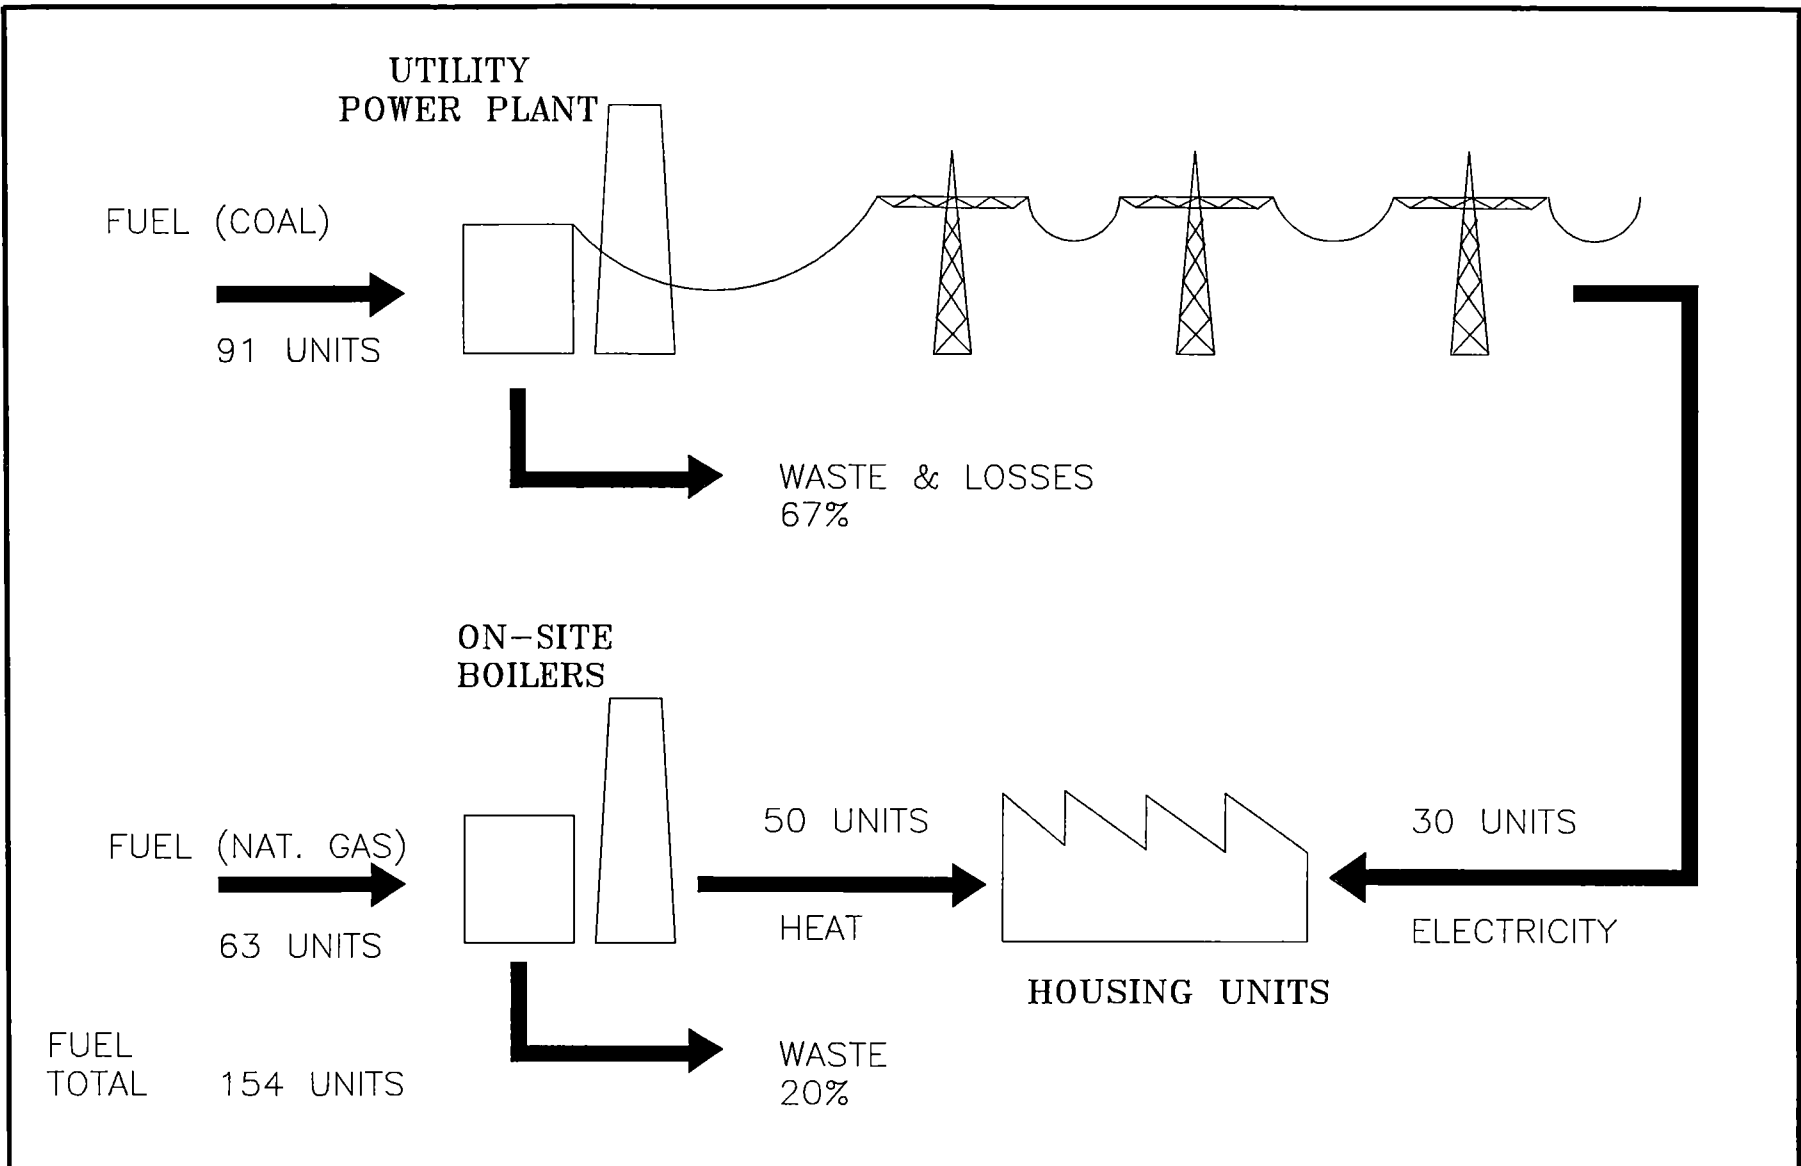 UTILITY
POWER PLANT
FUEL (COAL)
91 UNITS
WASTE & LOSSES
67%
ON-SITE
BOILERS
FUEL (NAT. GAS)
63 UNITS
50 UNITS
HEAT
30 UNITS
ELECTRICITY
HOUSING UNITS
WASTE
20%
FUEL
TOTAL 154 UNITS